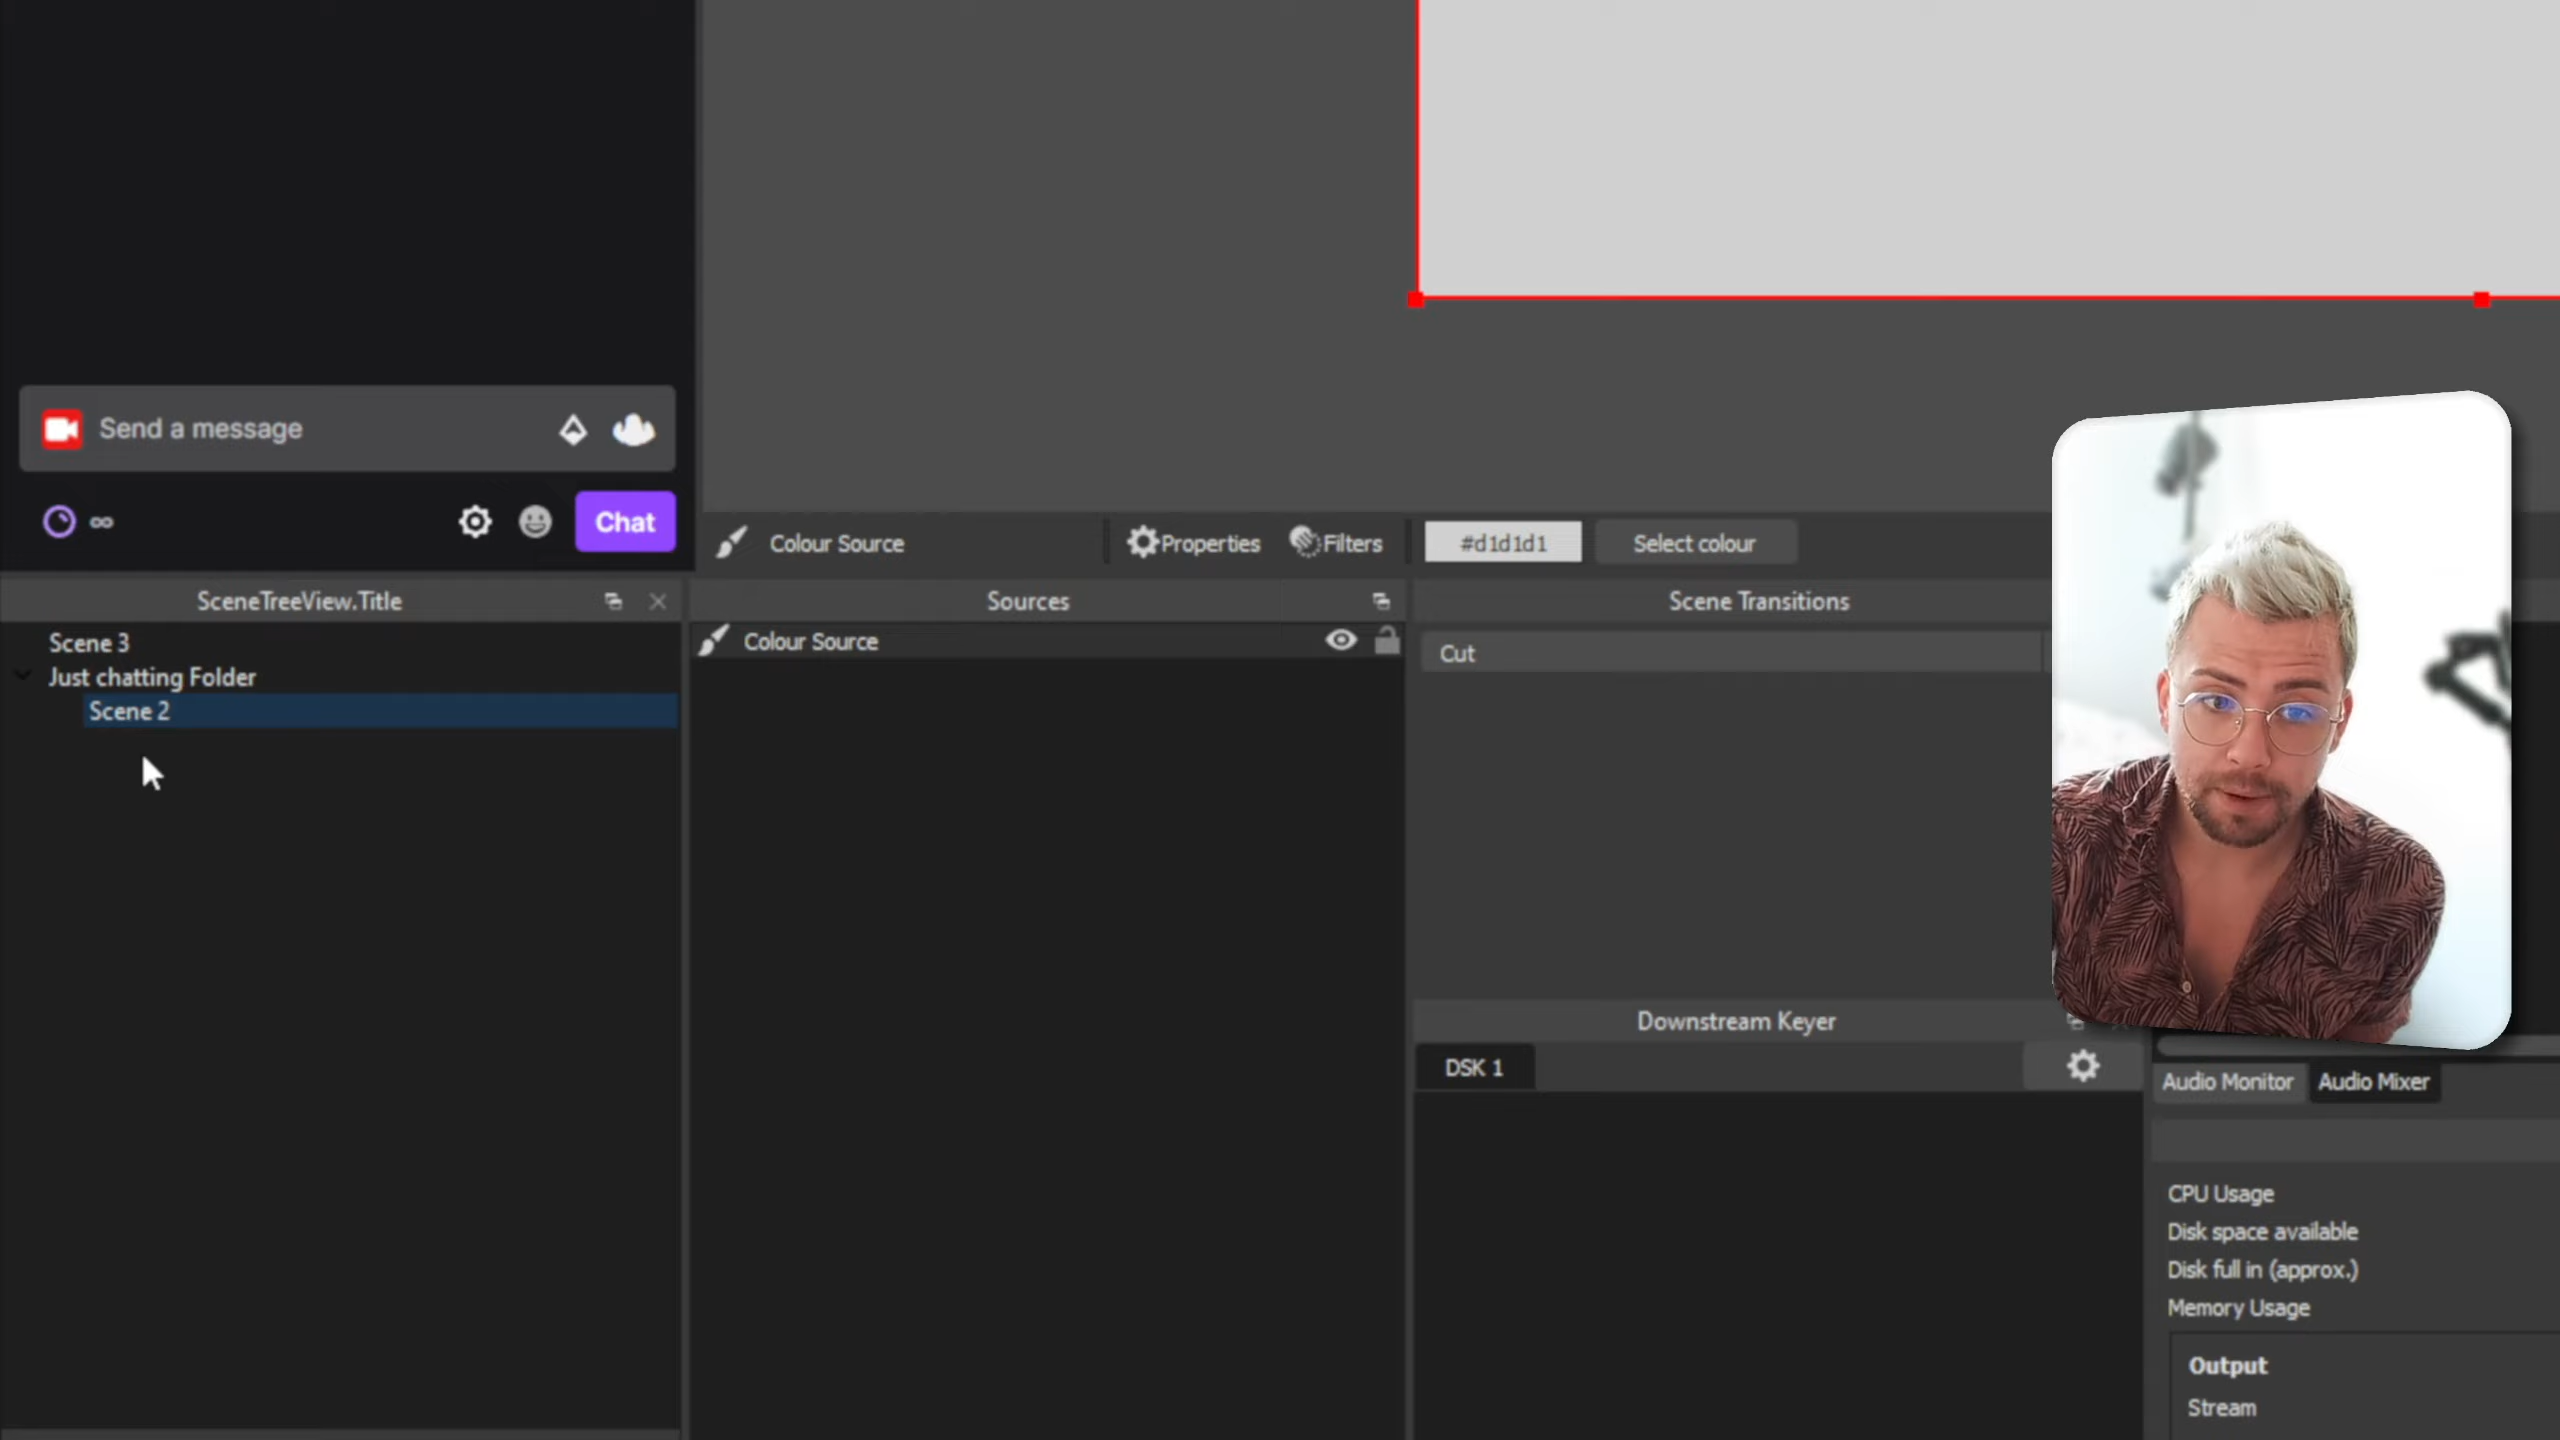 Send a message
Chat
Colour Source
Properties
Filters
#d1d1d1
Select colour
SceneTreeView.Title
Sources
Scene Transitions
Scene 3
Just chatting Folder
Scene 2
Colour Source
Cut
Downstream Keyer
DSK 1
Audio Monitor
Audio Mixer
CPU Usage
Disk space available
Disk full in (approx.)
Memory Usage
Output
Stream